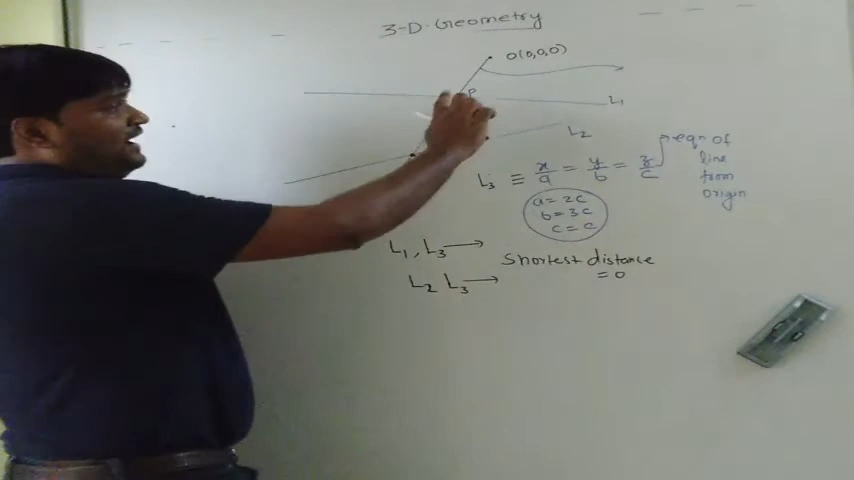 3-D-Geometry
O(0,0,0)
P
L1
L2
L3 ≡ x/a = y/b = z/c
eqn of
line
from
origin
a = 2c
b = 3c
c = c
L1, L3 →
Shortest distance
= 0
L2 L3 →